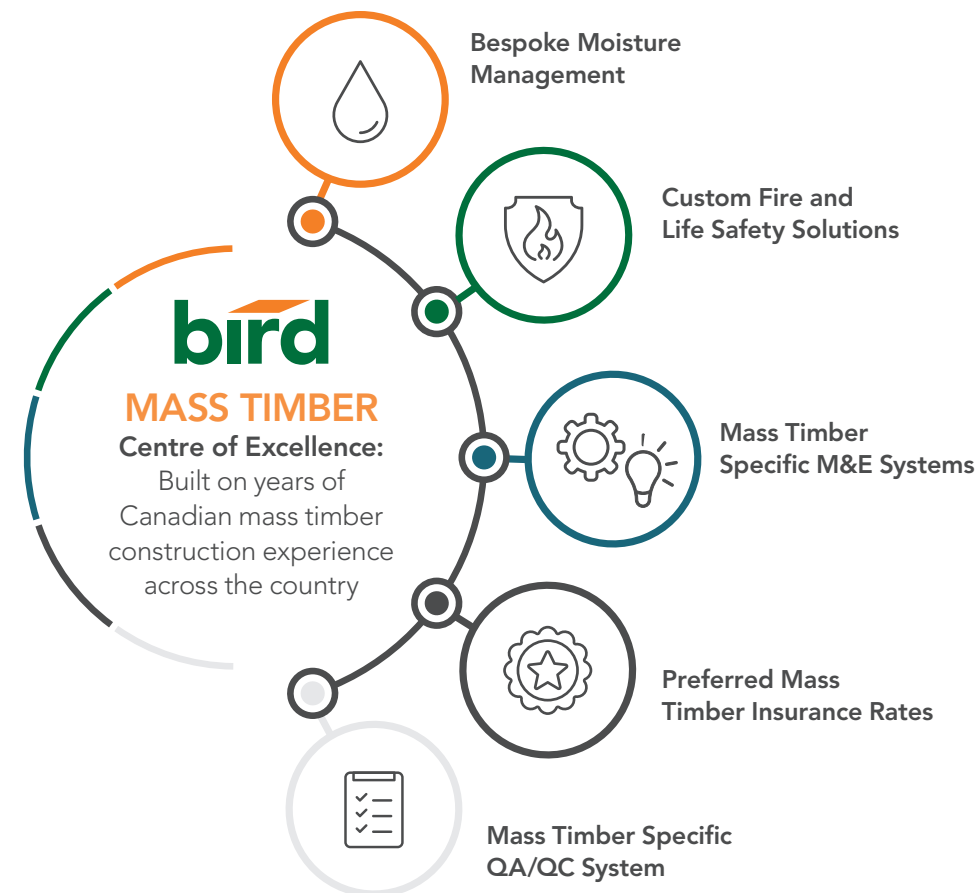 Bespoke Moisture
Management
Custom Fire and
Life Safety Solutions
bird
MASS TIMBER
Centre of Excellence:
Built on years of
Canadian mass timber
construction experience
across the country
Mass Timber
Specific M&E Systems
Preferred Mass
Timber Insurance Rates
Mass Timber Specific
QA/QC System